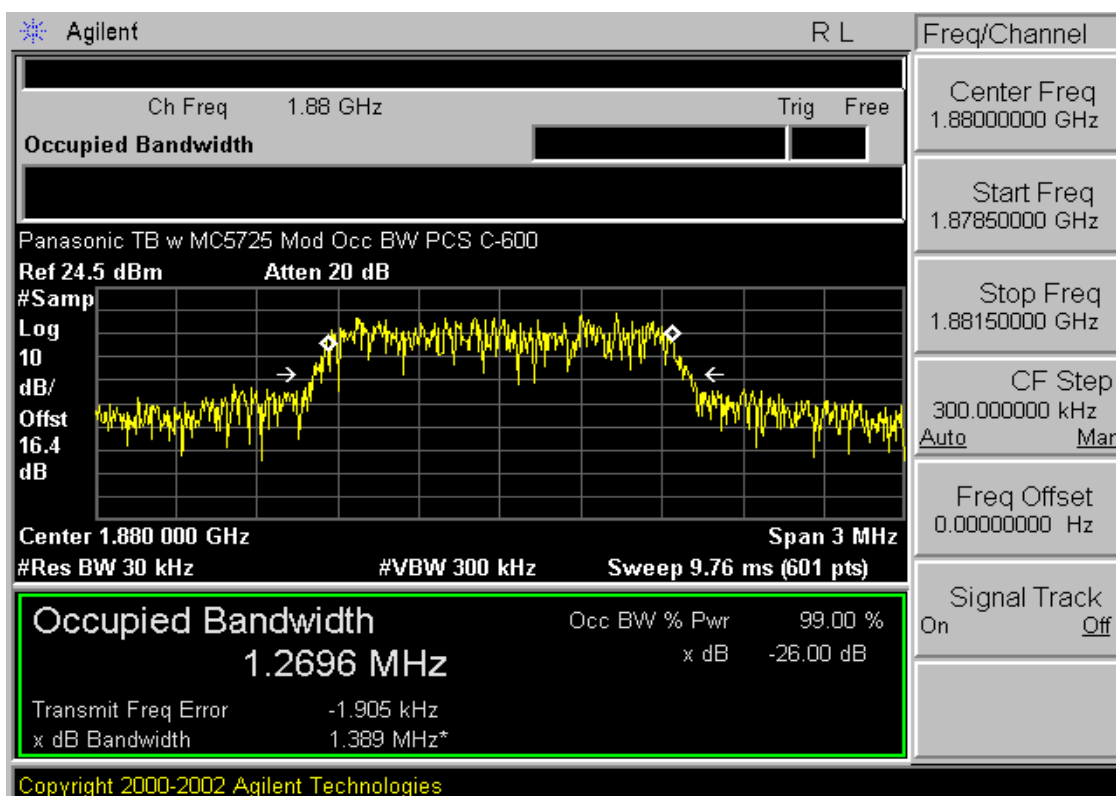 Agilent R L Freq/Channel
Ch Freq 1.88 GHz Trig Free
Occupied Bandwidth
Center Freq
1.88000000 GHz
Start Freq
1.87850000 GHz
Stop Freq
1.88150000 GHz
CF Step
300.000000 kHz
Auto Man
Freq Offset
0.00000000 Hz
Signal Track
On Off
Panasonic TB w MC5725 Mod Occ BW PCS C-600
Ref 24.5 dBm Atten 20 dB
#Samp
Log
10
dB/
Offst
16.4
dB
Center 1.880 000 GHz Span 3 MHz
#Res BW 30 kHz #VBW 300 kHz Sweep 9.76 ms (601 pts)
Occupied Bandwidth Occ BW % Pwr 99.00 %
1.2696 MHz x dB -26.00 dB
Transmit Freq Error -1.905 kHz
x dB Bandwidth 1.389 MHz*
Copyright 2000-2002 Agilent Technologies